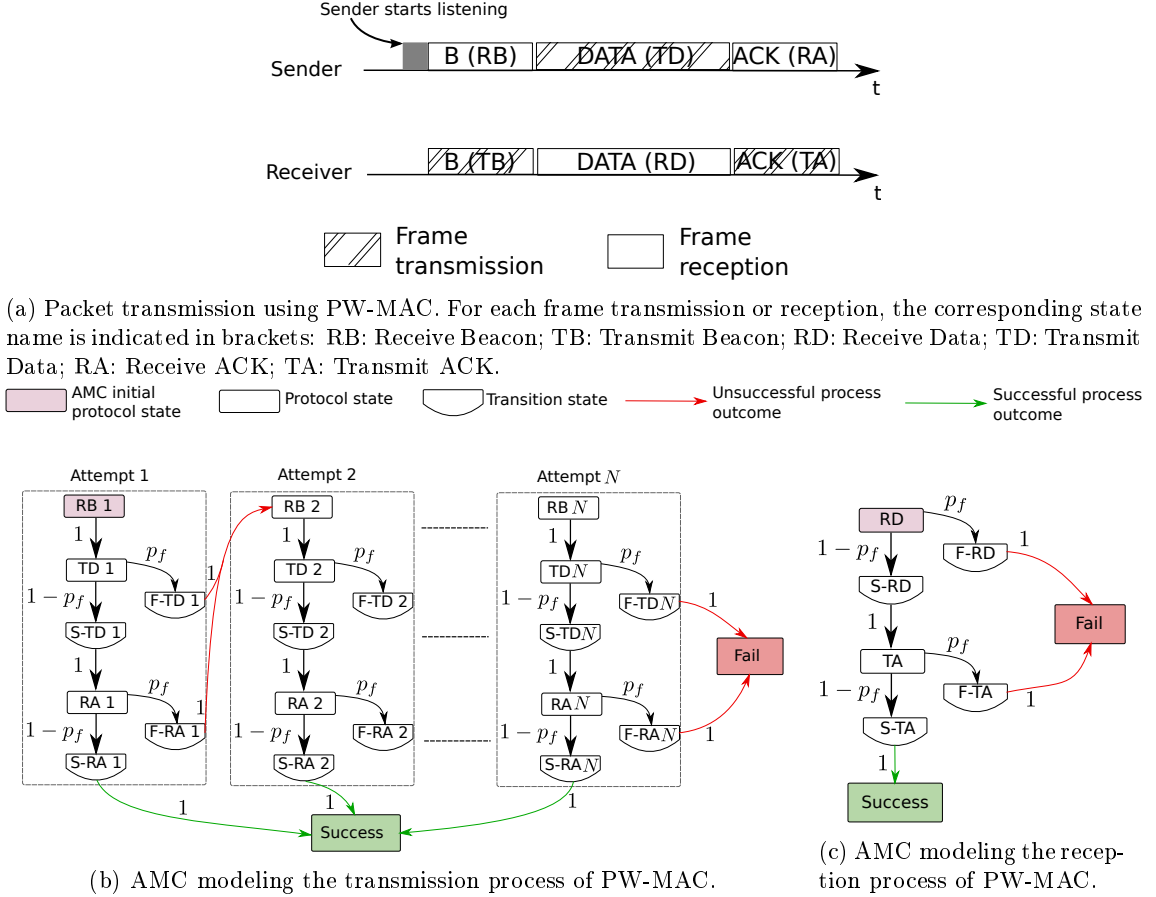 Sender starts listening
B (RB)
DATA (TD)
ACK (RA)
Sender
t
B (TB)
DATA (RD)
ACK (TA)
Receiver
t
Frame
transmission
Frame
reception
(a) Packet transmission using PW-MAC. For each frame transmission or reception, the corresponding state
name is indicated in brackets: RB: Receive Beacon; TB: Transmit Beacon; RD: Receive Data; TD: Transmit
Data; RA: Receive ACK; TA: Transmit ACK.
AMC initial
protocol state
Protocol state
Transition state
Unsuccessful process
outcome
Successful process
outcome
Attempt 1
RB 1
1
TD 1
p_f
1
1 − p_f
F-TD 1
S-TD 1
1
RA 1
p_f
1
1 − p_f
F-RA 1
S-RA 1
1
Attempt 2
RB 2
1
TD 2
p_f
1 − p_f
F-TD 2
S-TD 2
1
RA 2
p_f
1 − p_f
F-RA 2
S-RA 2
1
Attempt N
RB N
1
TD N
p_f
1 − p_f
F-TD N
1
S-TD N
1
RA N
p_f
1 − p_f
F-RA N
1
S-RA N
1
Fail
Success
(b) AMC modeling the transmission process of PW-MAC.
RD
p_f
1 − p_f
F-RD
1
S-RD
1
Fail
TA
p_f
1 − p_f
F-TA
1
S-TA
1
Success
(c) AMC modeling the recep-
tion process of PW-MAC.